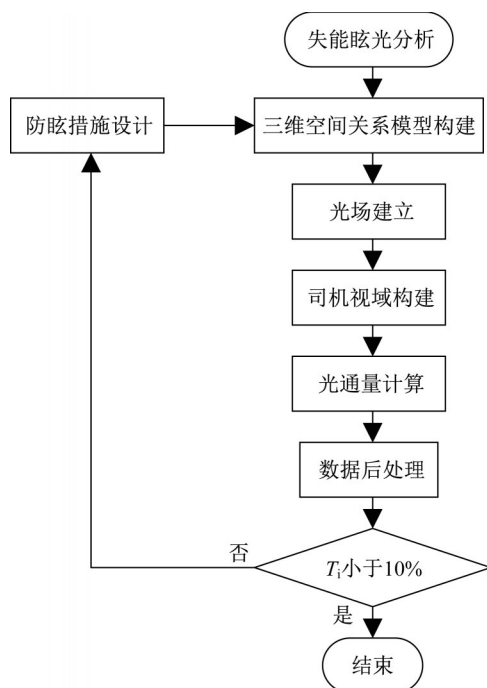 失能眩光分析
防眩措施设计
三维空间关系模型构建
光场建立
司机视域构建
光通量计算
数据后处理
否
Ti小于10%
是
结束